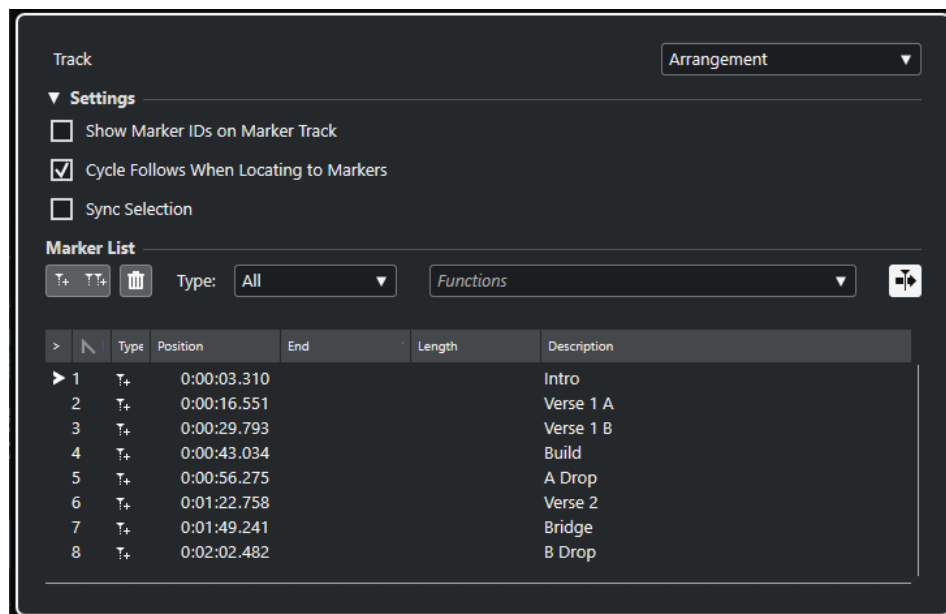 Track Arrangement
Settings
Show Marker IDs on Marker Track
Cycle Follows When Locating to Markers
Sync Selection
Marker List
Type: All Functions
> Type Position End Length Description
> 1 0:00:03.310 Intro
2 0:00:16.551 Verse 1 A
3 0:00:29.793 Verse 1 B
4 0:00:43.034 Build
5 0:00:56.275 A Drop
6 0:01:22.758 Verse 2
7 0:01:49.241 Bridge
8 0:02:02.482 B Drop